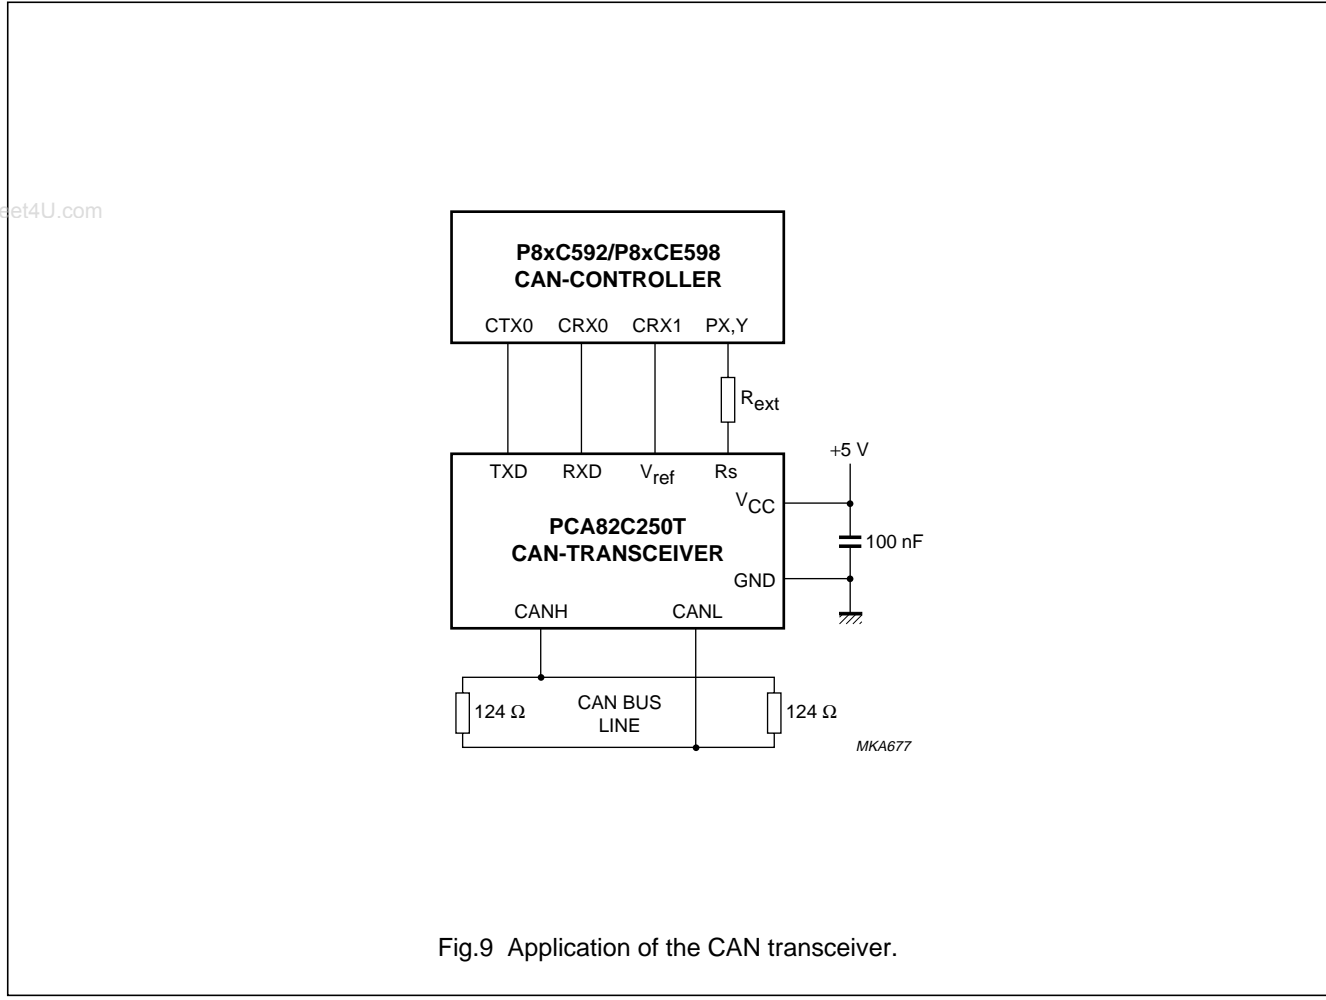 eet4U.com
P8xC592/P8xCE598
CAN-CONTROLLER
CTX0 CRX0 CRX1 PX,Y
Rext
+5 V
TXD RXD Vref Rs
VCC
PCA82C250T
CAN-TRANSCEIVER
100 nF
GND
CANH CANL
124 Ω
CAN BUS
LINE
124 Ω
MKA677
Fig.9 Application of the CAN transceiver.